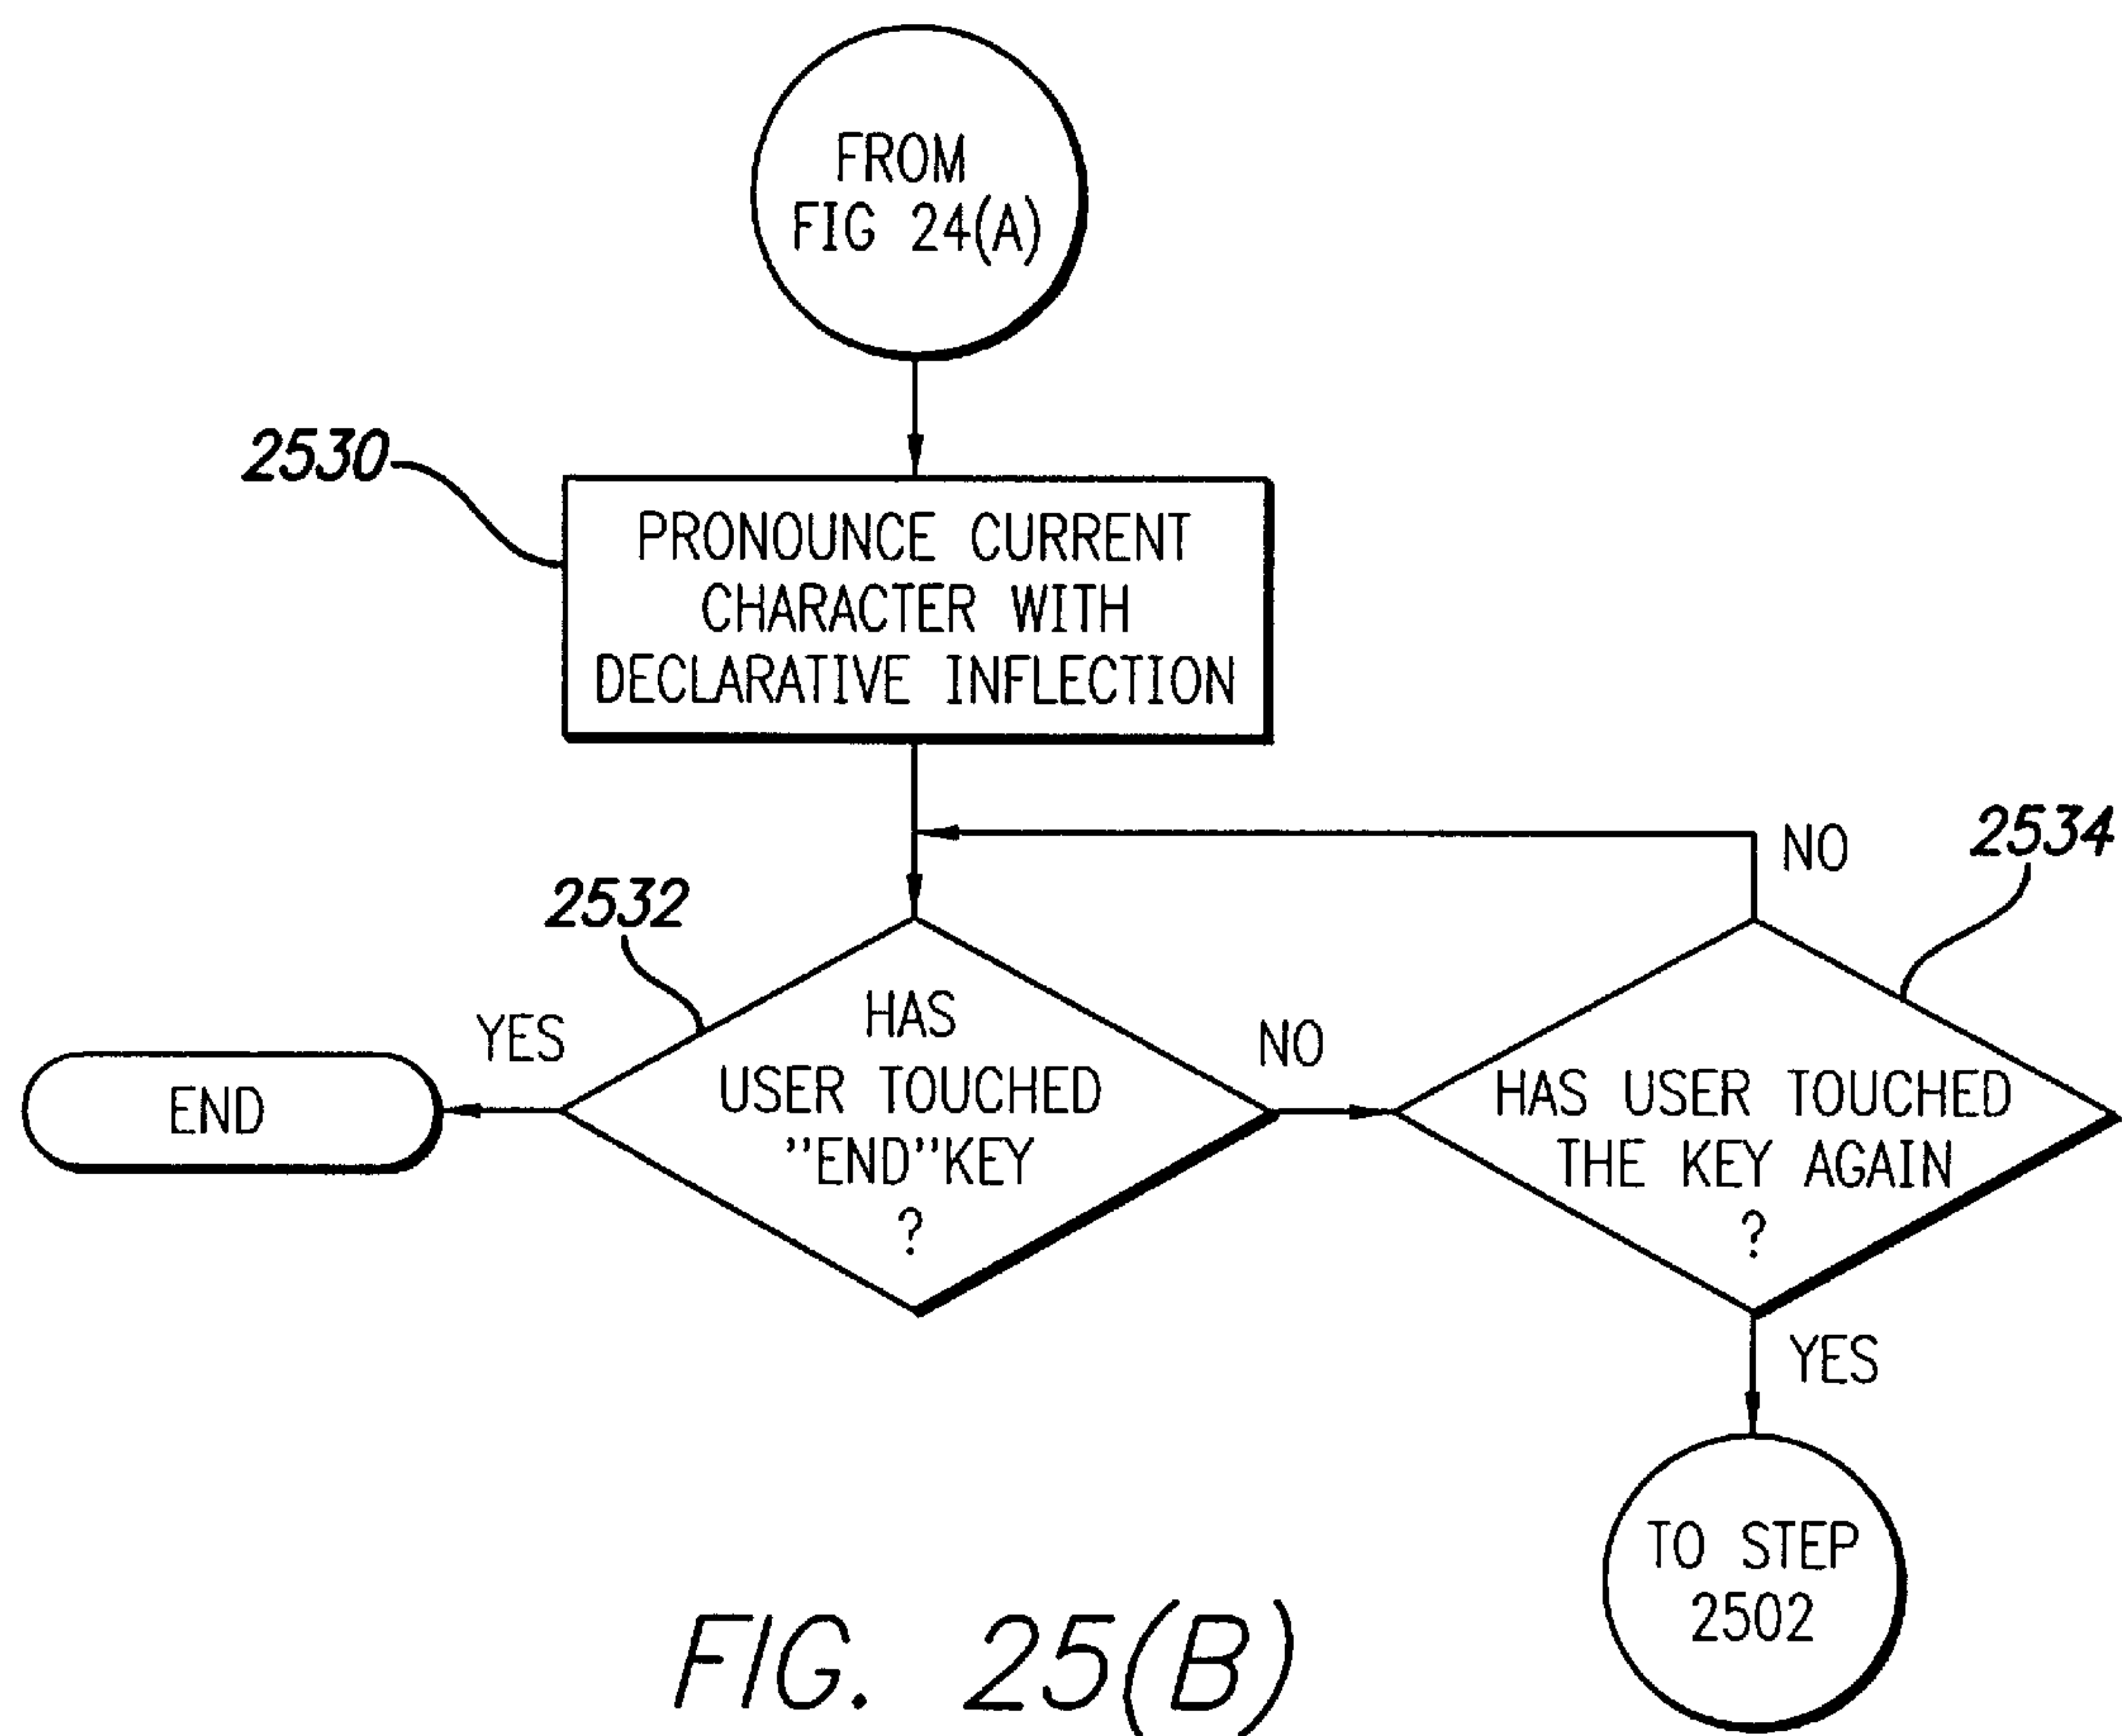 FROM
FIG 24(A)
2530
PRONOUNCE CURRENT
CHARACTER WITH
DECLARATIVE INFLECTION
NO
2534
2532
YES
HAS
USER TOUCHED
"END"KEY
?
NO
END
HAS USER TOUCHED
THE KEY AGAIN
?
YES
TO STEP
2502
FIG. 25(B)